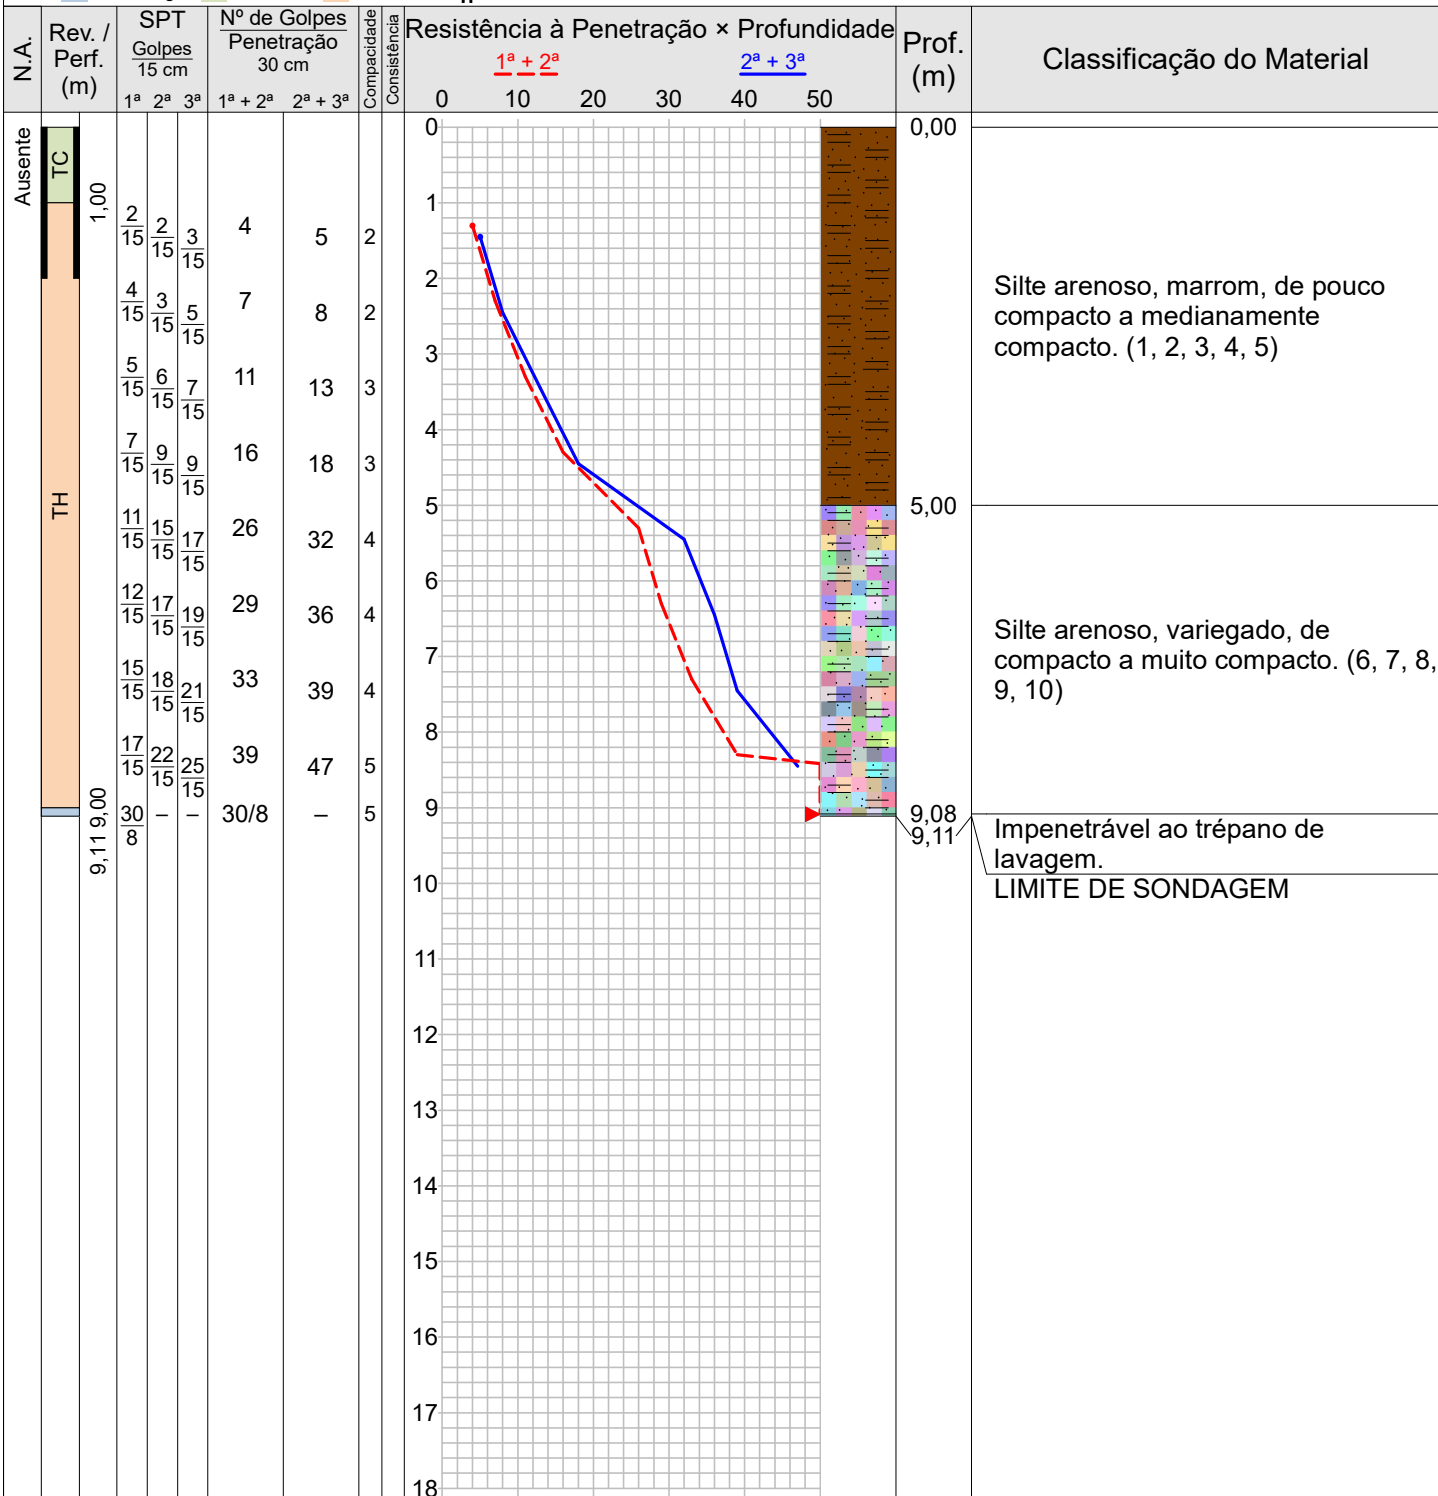 N.A.
Rev. /
Perf.
(m)
SPT
Golpes
15 cm
1ª 2ª 3ª
Nº de Golpes
Penetração
30 cm
1ª + 2ª 2ª + 3ª
Compacidade
Consistência
Resistência à Penetração × Profundidade
1ª + 2ª 2ª + 3ª
0 10 20 30 40 50
Prof.
(m)
Classificação do Material
Ausente
TC
1,00
TH
9,00
9,11
2/15 2/15 3/15 4 5 2
4/15 3/15 5/15 7 8 2
5/15 6/15 7/15 11 13 3
7/15 9/15 9/15 16 18 3
11/15 15/15 17/15 26 32 4
12/15 17/15 19/15 29 36 4
15/15 18/15 21/15 33 39 4
17/15 22/15 25/15 39 47 5
30/8 – – 30/8 – 5
0
1
2
3
4
5
6
7
8
9
10
11
12
13
14
15
16
17
18
0,00
5,00
9,08
9,11
Silte arenoso, marrom, de pouco
compacto a medianamente
compacto. (1, 2, 3, 4, 5)
Silte arenoso, variegado, de
compacto a muito compacto. (6, 7, 8,
9, 10)
Impenetrável ao trépano de
lavagem.
LIMITE DE SONDAGEM